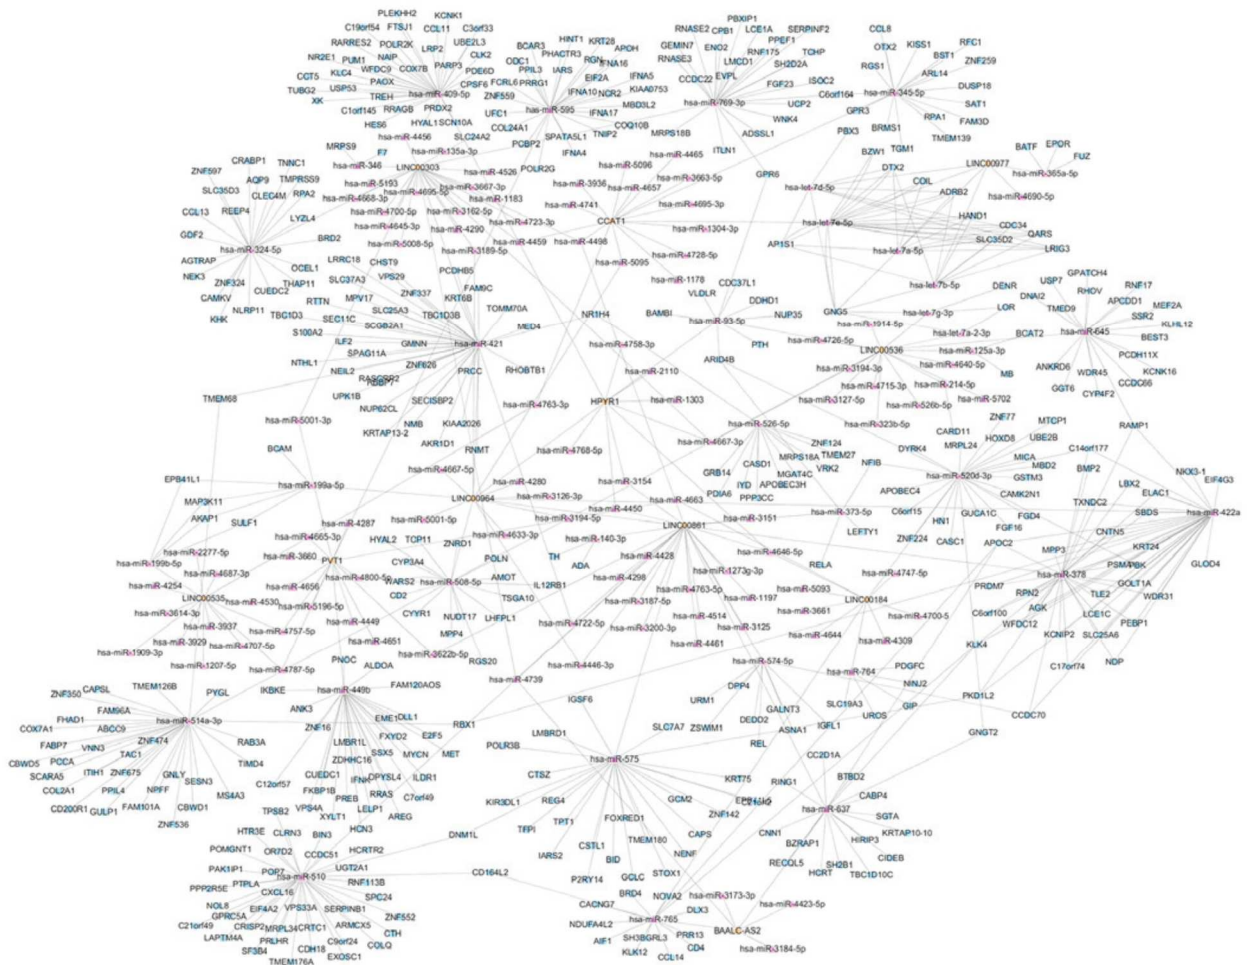 PLEKHH2 KCNK1
C19orf54 FTSJ1 CCL11 C3orf33
RARRES2 POLR2K LRP2 UBE2L3
NR2E1 PUM1 NAIP PARP3 CLK2
CCT5 KLC4 WFDC9 COX7B PDE6D
TUBG2 USP53 PAOX CPSF6
XK TREH hsa-miR-409-5p
C1orf145 RRAGB PRDX2
HES6 HYAL1 SCN10A
SLC24A2
HINT1 KRT28
BCAR3 PHACTR3 APOH
ODC1 PPIL3 IARS RGN IFNA16
FCRL6 PRRG1 EIF2A IFNA5
ZNF559 IFNA10 NCR2 KIAA0753
UFC1 has-miR-595 MBD3L2
COL24A1 IFNA17
SPATA5L1 TNIP2 COQ10B
PCBP2 IFNA4
POLR2G
RNASE2 PBXIP1 LCE1A SERPINF2
GEMIN7 CPB1 PPEF1
RNASE3 ENO2 RNF175 TCHP
LMCD1 SH2D2A
CCDC22 EVPL ISOC2
FGF23 C6orf164
hsa-miR-769-3p UCP2
WNK4
MRPS18B ADSSL1
ITLN1
GPR6
CCL8
OTX2 KISS1 RFC1
RGS1 BST1 ZNF259
ARL14
hsa-miR-345-5p DUSP18
SAT1
GPR3 RPA1 FAM3D
PBX3 BRMS1 TMEM139
BZW1 TGM1
DTX2 LINC00977 BATF EPOR
FUZ
COIL hsa-miR-365a-5p
hsa-let-7d-5p ADRB2 hsa-miR-4690-5p
hsa-let-7e-5p HAND1 CDC34
QARS
AP1S1 hsa-let-7a-5p SLC35D2 LRIG3
hsa-let-7b-5p
MRPS9 F7 hsa-miR-4456
hsa-miR-135a-3p
hsa-miR-346 LINC00303 hsa-miR-4526
hsa-miR-5193 hsa-miR-3667-3p
hsa-miR-4668-3p hsa-miR-4695-5p hsa-miR-1183
hsa-miR-4700-5p hsa-miR-3162-5p
hsa-miR-4645-3p hsa-miR-4290 hsa-miR-4723-3p
hsa-miR-5008-5p hsa-miR-4459 hsa-miR-4498
hsa-miR-3189-5p
hsa-miR-4465
hsa-miR-5096
hsa-miR-3936 hsa-miR-3663-5p
hsa-miR-4657
hsa-miR-4741 hsa-miR-4695-3p
CCAT1 hsa-miR-1304-3p
hsa-miR-4728-5p
hsa-miR-5095
hsa-miR-1178
CRABP1 TNNC1
ZNF597 AQP9 TMPRSS9
SLC35D3 CLEC4M RPA2
CCL13 REEP4 LYZL4
GDF2 hsa-miR-324-5p BRD2
AGTRAP
NEK3 OCEL1
ZNF324 THAP11
CAMKV CUEDC2
KHK NLRP11
LRRC18 CHST9 PCDHB5
SLC37A3 VPS29 FAM9C
MPV17 ZNF337 KRT6B TOMM70A
RTTN SLC25A3
TBC1D3 SEC11C SCGB2A1 TBC1D3B
S100A2 MED4 NR1H4
ILF2 GMNN hsa-miR-421
SPAG11A
NTHL1 NEIL2 ZNF626 PRCC RHOBTB1
TMEM68 UPK1B
NUP62CL SECISBP2
KRTAP13-2 NMB KIAA2026
AKR1D1 RNMT
CDC37L1
VLDLR DDHD1
BAMBI hsa-miR-93-5p NUP35
PTH
ARID4B
hsa-miR-4758-3p
hsa-miR-2110
hsa-miR-4763-3p HPYR1 hsa-miR-1303
hsa-miR-4768-5p hsa-miR-4667-3p
GNG5 hsa-let-7g-3p DENR
LOR
hsa-miR-1914-5p
hsa-miR-4726-5p hsa-let-7a-2-3p
LINC00536 hsa-miR-125a-3p
hsa-miR-3194-3p hsa-miR-4640-5p MB
hsa-miR-4715-3p hsa-miR-214-5p
hsa-miR-3127-5p hsa-miR-526b-5p hsa-miR-5702
hsa-miR-323b-5p
USP7 GPATCH4
DNAI2 RHOV RNF17
TMED9 APCDD1 MEF2A
SSR2
BCAT2 hsa-miR-645 KLHL12
BEST3
ANKRD6 PCDH11X
WDR45 KCNK16
GGT6 CCDC66
CYP4F2
RAMP1
hsa-miR-526-5p ZNF124
MRPS18A TMEM27
GRB14 CASD1 MGAT4C VRK2
IYD APOBEC3H
PDIA6 PPP3CC
ZNF77 MTCP1
CARD11 HOXD8 UBE2B
DYRK4 MRPL24 C14orf177
NFIB hsa-miR-520d-3p MICA MBD2 BMP2
GSTM3
APOBEC4 CAMK2N1
C6orf15 GUCA1C
HN1 FGD4
ZNF224 CASC1 FGF16
LEFTY1 APOC2
NKX3-1 EIF4G3
LBX2 ELAC1
TXNDC2 SBDS hsa-miR-422a
CNTN5
MPP3 KRT24 GLOD4
hsa-miR-378 GOLT1A
PRDM7 TLE2 WDR31
C6orf100 RPN2 LCE1C
WFDC12 AGK PEBP1
KLK4 KCNIP2 SLC25A6
C17orf74 NDP
hsa-miR-5001-3p
BCAM
EPB41L1 hsa-miR-199a-5p
MAP3K11
AKAP1 SULF1
hsa-miR-2277-5p
hsa-miR-199b-5p
hsa-miR-4254 hsa-miR-4687-3p
LINC00535 hsa-miR-4530
hsa-miR-3614-3p
hsa-miR-3937
hsa-miR-3929 hsa-miR-4757-5p
hsa-miR-1909-3p hsa-miR-4707-5p
hsa-miR-1207-5p hsa-miR-4787-5p
hsa-miR-4287
hsa-miR-4665-3p
hsa-miR-3660 PVT1
hsa-miR-4656 hsa-miR-4800-5p
hsa-miR-5196-5p
hsa-miR-4449
hsa-miR-4651
hsa-miR-3622b-5p
hsa-miR-4667-5p
hsa-miR-4280 hsa-miR-3154
LINC00964 hsa-miR-3126-3p hsa-miR-4663
hsa-miR-4450
hsa-miR-5001-5p hsa-miR-3194-5p
hsa-miR-4633-3p hsa-miR-140-3p
HYAL2 TCP11 ZNRD1
CYP3A4 POLN TH ADA
WARS2 AMOT IL12RB1
CD2 hsa-miR-508-5p TSGA10
CYYR1 NUDT17 LHFPL1
MPP4
RGS20 hsa-miR-4446-3p
hsa-miR-4739
LINC00861 hsa-miR-3151 hsa-miR-373-5p
hsa-miR-4428 hsa-miR-4646-5p
hsa-miR-1273g-3p RELA
hsa-miR-4298 hsa-miR-4763-5p hsa-miR-5093 hsa-miR-4747-5p
hsa-miR-3187-5p hsa-miR-1197 LINC00184
hsa-miR-4514 hsa-miR-3661 hsa-miR-4700-5
hsa-miR-4722-5p hsa-miR-3200-3p hsa-miR-3125
hsa-miR-4461 hsa-miR-4644 hsa-miR-4309
hsa-miR-574-5p hsa-miR-764 PDGFC
NINJ2
DPP4 GALNT3 SLC19A3 GIP PKD1L2
URM1 DEDD2 IGFL1 UROS CCDC70
ZSWIM1 ASNA1 GNGT2
REL CC2D1A
PNOC ALDOA
IKBKE hsa-miR-449b FAM120AOS
ANK3 RBX1
ZNF16 EME1 DLL1
LMBR1L FXYD2 E2F5
SSX5 MYCN MET
ZDHHC16
C12orf57 CUEDC1 IFNK DPYSL4 ILDR1
FKBP1B RRAS C7orf49
TPSB2 VPS4A PREB LELP1 AREG
XYLT1
TMEM126B PYGL
ZNF350 CAPSL
FAM96A
FHAD1 ABCC9 hsa-miR-514a-3p
COX7A1
FABP7 VNN3 ZNF474 RAB3A
CBWD5 PCCA TAC1 TIMD4
SCARA5 ITIH1 ZNF675 GNLY SESN3
COL2A1 PPIL4 NPFF MS4A3
CD200R1 GULP1 FAM101A CBWD1
ZNF536
IGSF6
LMBRD1 SLC7A7
POLR3B hsa-miR-575
CTSZ KRT75 RING1
KIR3DL1 REG4 GCM2
TPT1 FOXRED1 ZNF142
TFPI TMEM180 CAPS
IARS2 CSTL1 NENF
BID
P2RY14 GCLC STOX1
BTBD2 CABP4
hsa-miR-637 SGTA
CNN1 KRTAP10-10
BZRAP1 HIRIP3
RECQL5 SH2B1 CIDEB
HCRT TBC1D10C
HTR3E CLRN3 BIN3 HCN3
POMGNT1 OR7D2 HCRTR2 DNM1L
CCDC51
PAK1IP1 POP7 UGT2A1
hsa-miR-510 CD164L2
PPP2R5E PTPLA CXCL16 RNF113B
NOL8 SPC24
GPRC5A EIF4A2 VPS33A SERPINB1
C21orf49 CRISP2 CRTC1 ARMCX5 ZNF552
LAPTM4A MRPL34 CTH
PRLHR C9orf24 COLQ
SF3B4 CDH18 EXOSC1
TMEM176A
BRD4 NOVA2 hsa-miR-3173-3p
CACNG7 DLX3 hsa-miR-4423-5p
NDUFA4L2 hsa-miR-765
AIF1 SH3BGRL3 PRR13 BAALC-AS2
KLK12 CD4 hsa-miR-3184-5p
CCL14